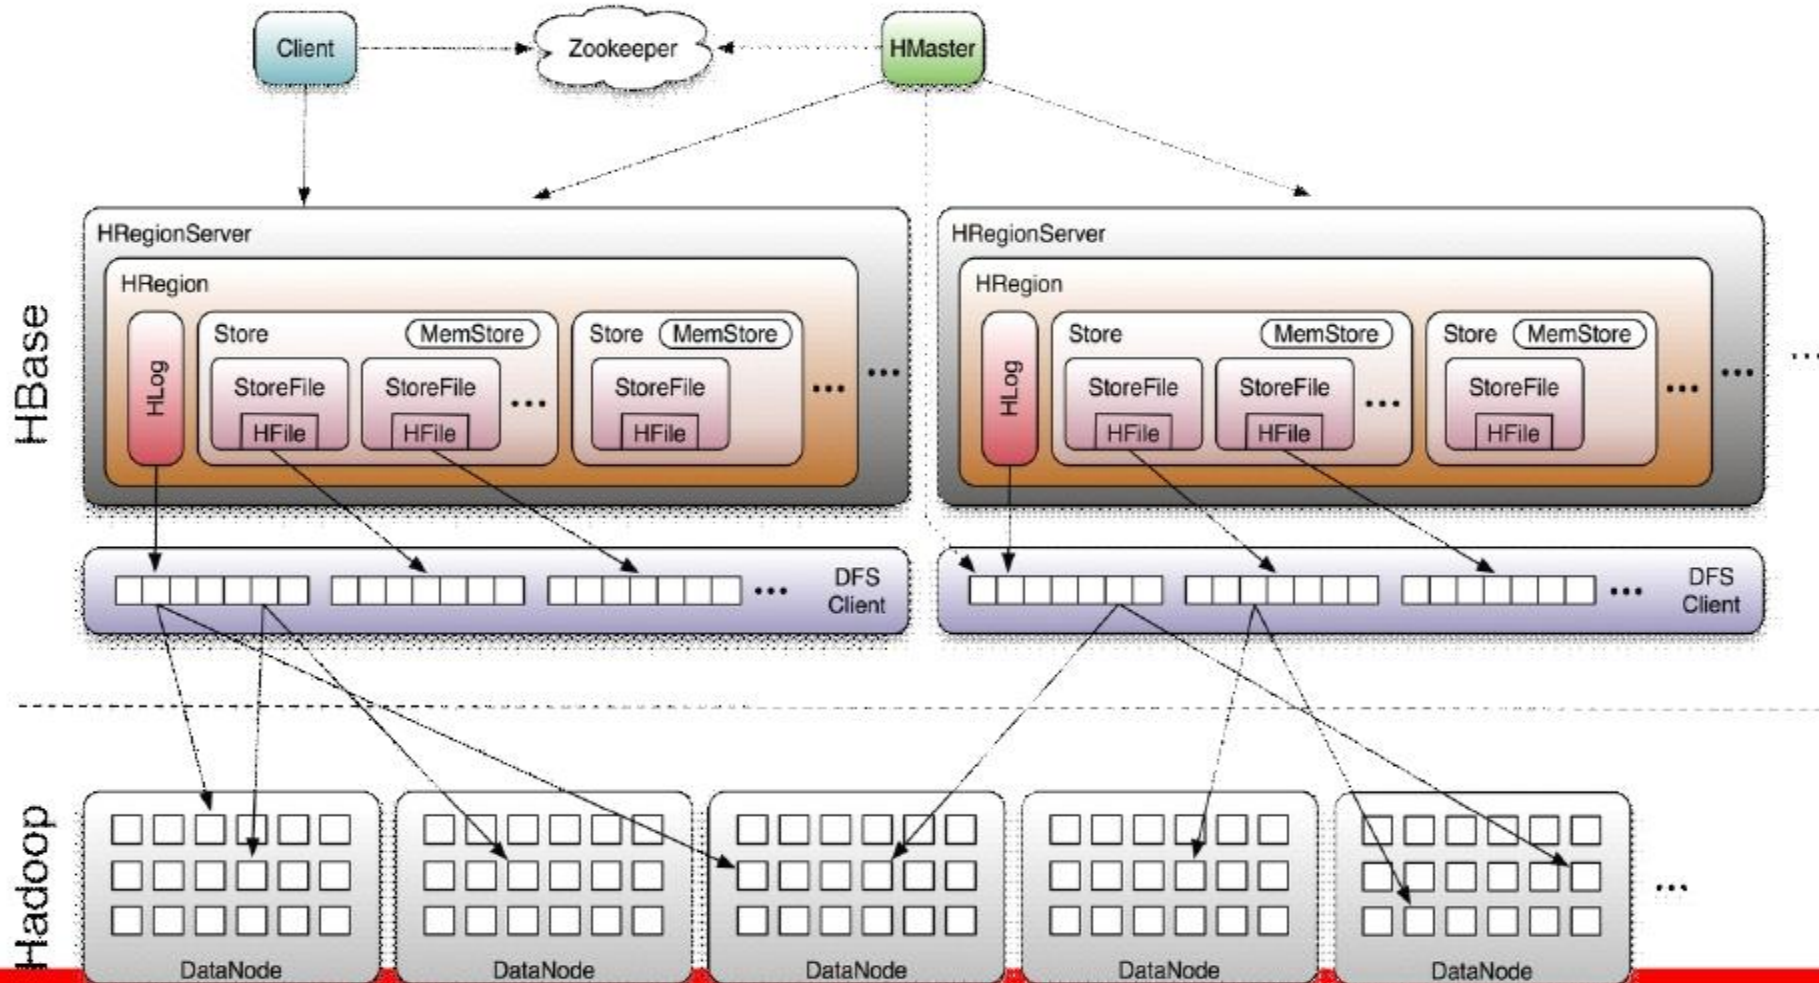 Client
Zookeeper
HMaster
HBase
HRegionServer
HRegion
HLog
Store
MemStore
StoreFile
HFile
StoreFile
HFile
...
Store
MemStore
StoreFile
HFile
...
...
HRegionServer
HRegion
HLog
Store
MemStore
StoreFile
HFile
StoreFile
HFile
...
Store
MemStore
StoreFile
HFile
...
...
...
...
DFS
Client
...
DFS
Client
Hadoop
DataNode
DataNode
DataNode
DataNode
DataNode
...